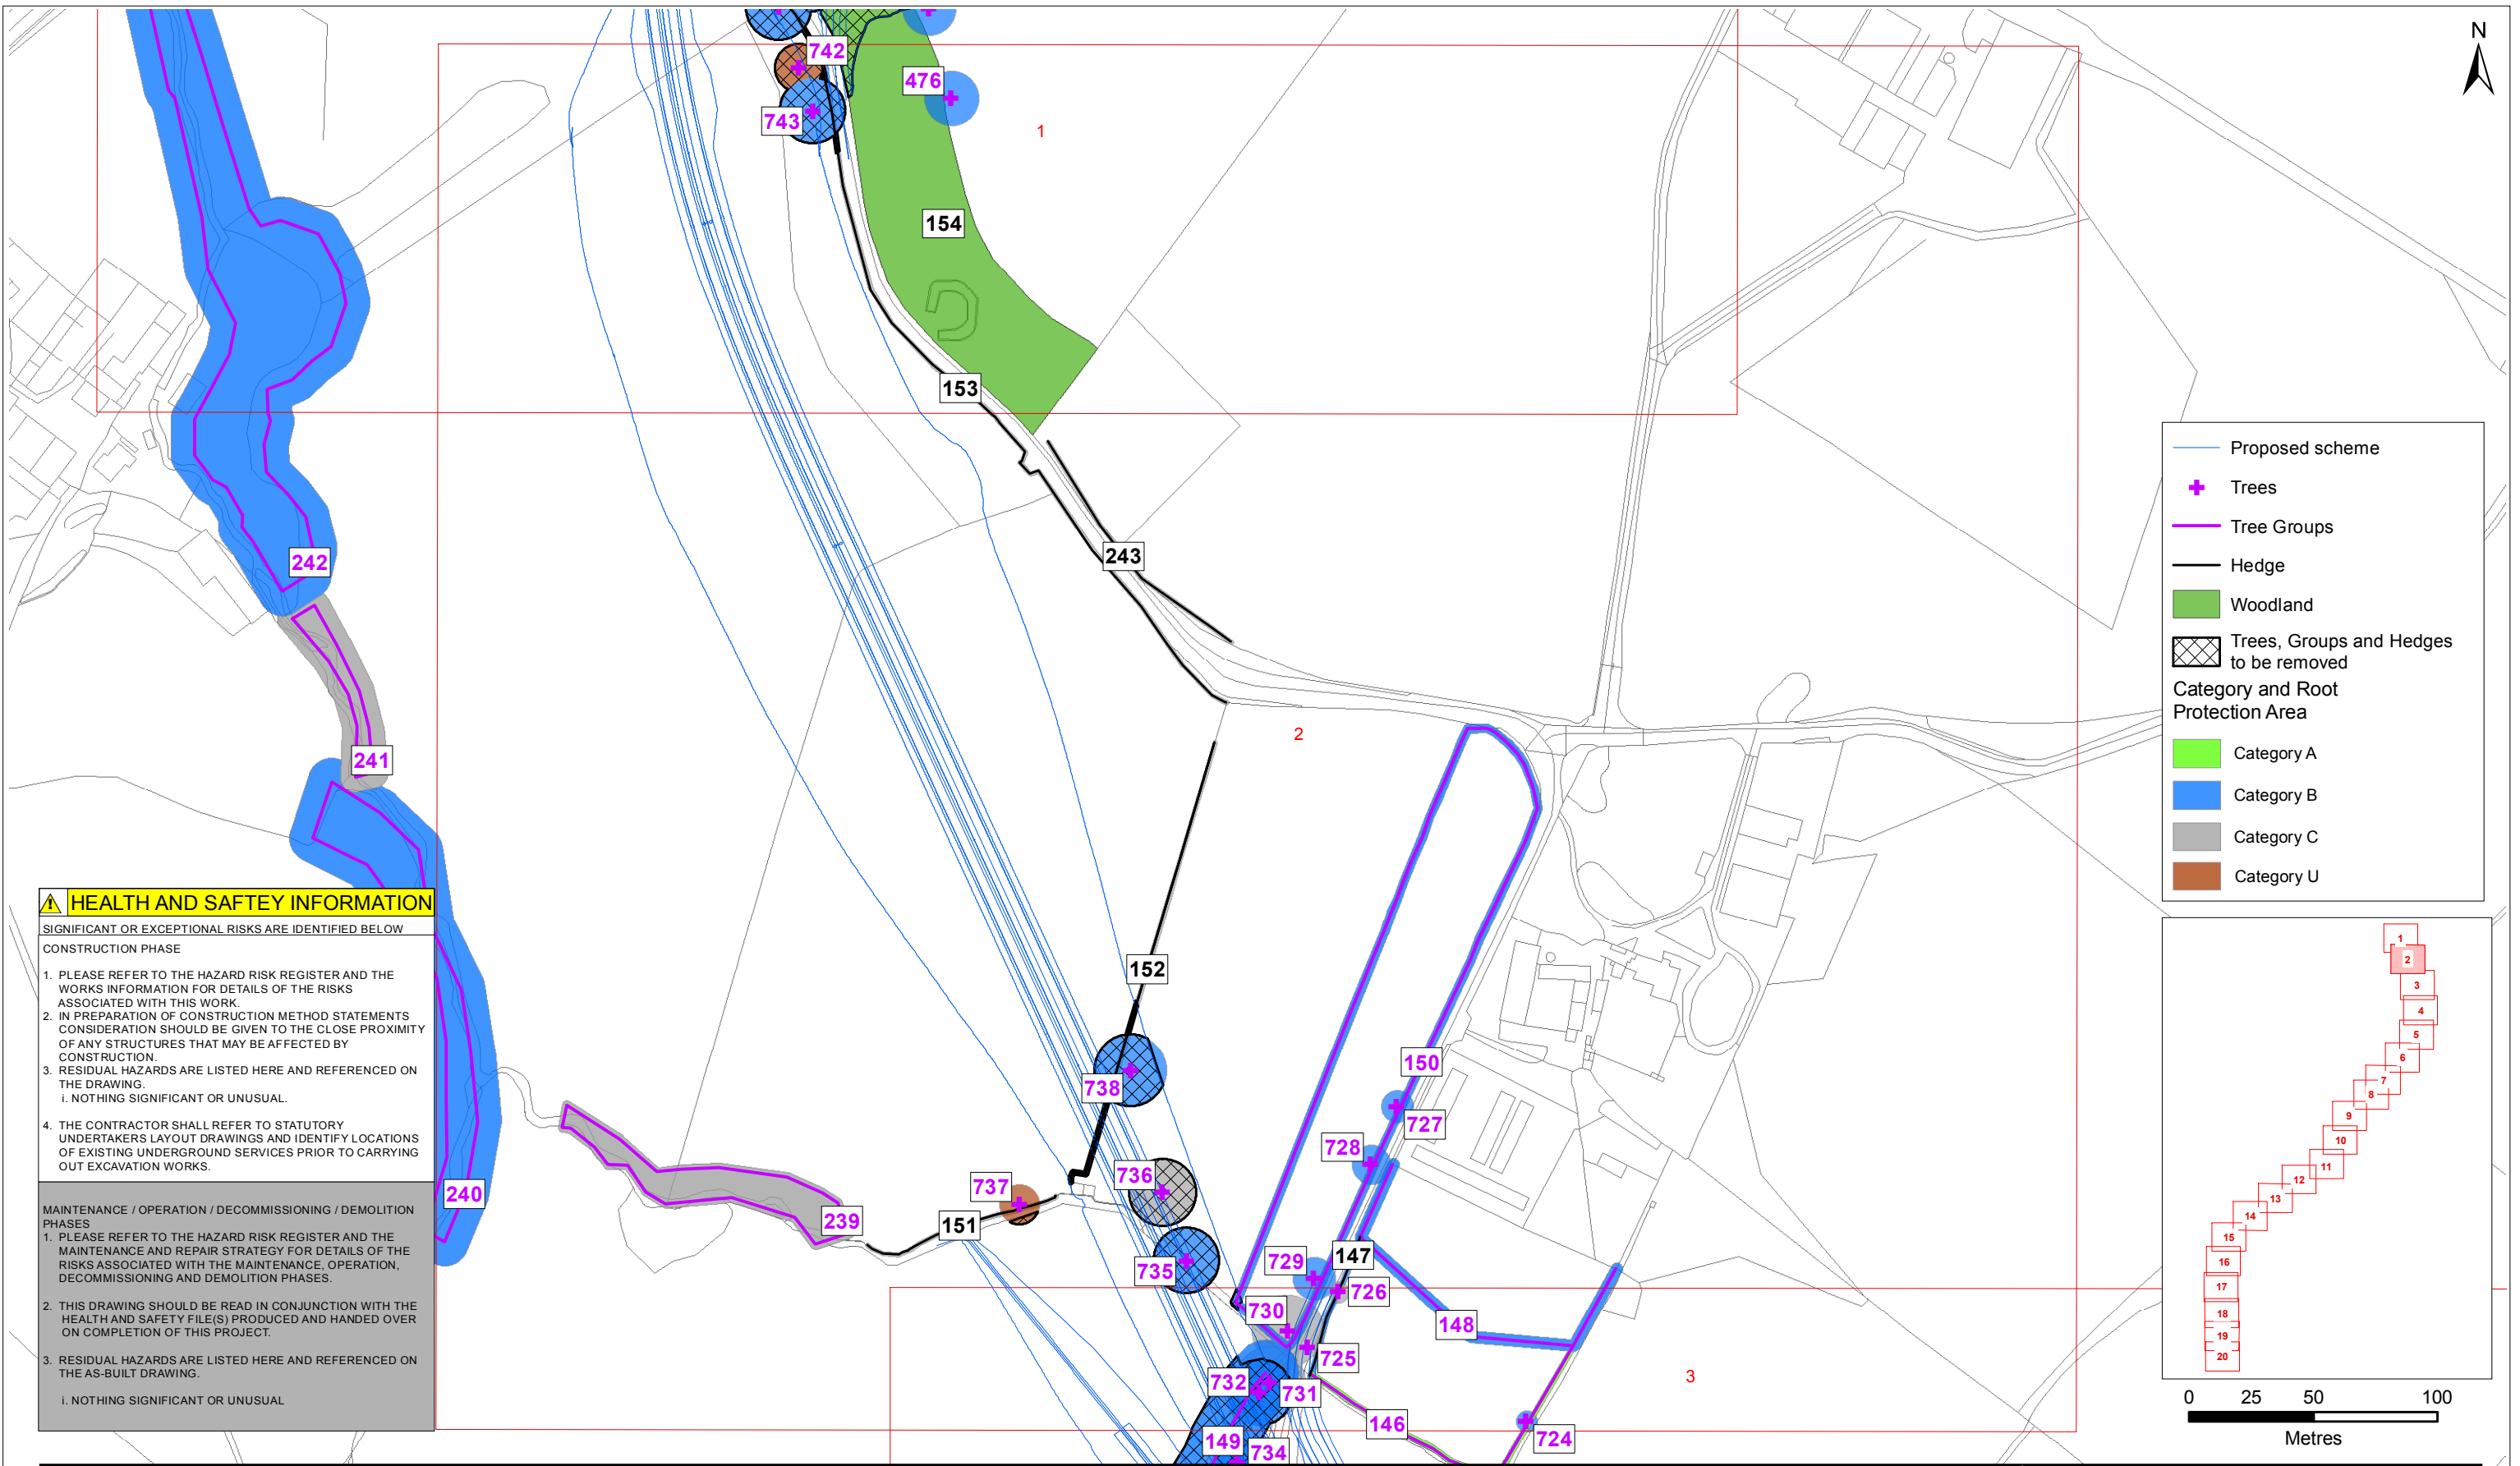 N
742
476
743
1
154
153
243
242
241
2
152
738
150
727
728
736
737
239
151
240
735
729
147
726
730
148
725
732
731
3
146
149
734
724
Proposed scheme
Trees
Tree Groups
Hedge
Woodland
Trees, Groups and Hedges
to be removed
Category and Root
Protection Area
Category A
Category B
Category C
Category U
HEALTH AND SAFTEY INFORMATION
SIGNIFICANT OR EXCEPTIONAL RISKS ARE IDENTIFIED BELOW
CONSTRUCTION PHASE
1. PLEASE REFER TO THE HAZARD RISK REGISTER AND THE
WORKS INFORMATION FOR DETAILS OF THE RISKS
ASSOCIATED WITH THIS WORK.
2. IN PREPARATION OF CONSTRUCTION METHOD STATEMENTS
CONSIDERATION SHOULD BE GIVEN TO THE CLOSE PROXIMITY
OF ANY STRUCTURES THAT MAY BE AFFECTED BY
CONSTRUCTION.
3. RESIDUAL HAZARDS ARE LISTED HERE AND REFERENCED ON
THE DRAWING.
i. NOTHING SIGNIFICANT OR UNUSUAL.
4. THE CONTRACTOR SHALL REFER TO STATUTORY
UNDERTAKERS LAYOUT DRAWINGS AND IDENTIFY LOCATIONS
OF EXISTING UNDERGROUND SERVICES PRIOR TO CARRYING
OUT EXCAVATION WORKS.
MAINTENANCE / OPERATION / DECOMMISSIONING / DEMOLITION
PHASES
1. PLEASE REFER TO THE HAZARD RISK REGISTER AND THE
MAINTENANCE AND REPAIR STRATEGY FOR DETAILS OF THE
RISKS ASSOCIATED WITH THE MAINTENANCE, OPERATION,
DECOMMISSIONING AND DEMOLITION PHASES.
2. THIS DRAWING SHOULD BE READ IN CONJUNCTION WITH THE
HEALTH AND SAFETY FILE(S) PRODUCED AND HANDED OVER
ON COMPLETION OF THIS PROJECT.
3. RESIDUAL HAZARDS ARE LISTED HERE AND REFERENCED ON
THE AS-BUILT DRAWING.
i. NOTHING SIGNIFICANT OR UNUSUAL
1
2
3
4
5
6
7
8
9
10
11
12
13
14
15
16
17
18
19
20
0 25 50 100
Metres